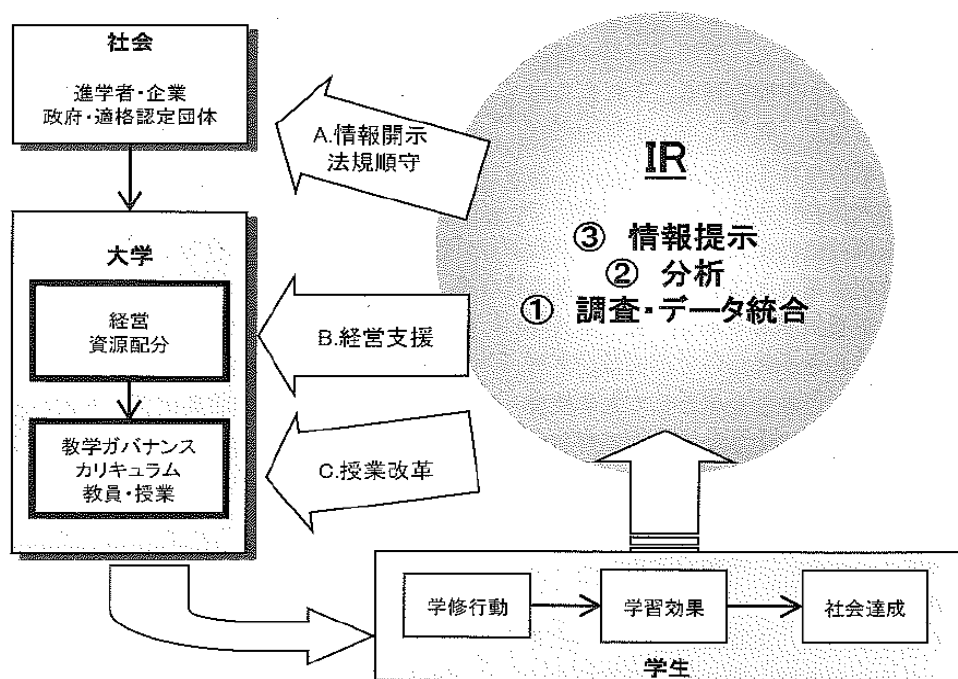 社会
進学者・企業
政府・適格認定団体
A.情報開示
法規順守
IR
③ 情報提示
② 分析
① 調査・データ統合
大学
経営
資源配分
B.経営支援
教学ガバナンス
カリキュラム
教員・授業
C.授業改革
学修行動
学習効果
社会達成
学生